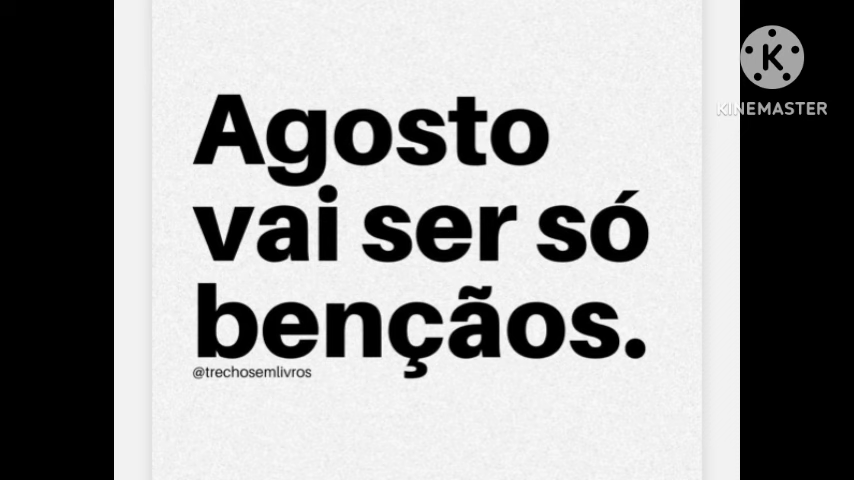 Agosto
vai ser só
bençãos.
@trechosemlivros
KINEMASTER